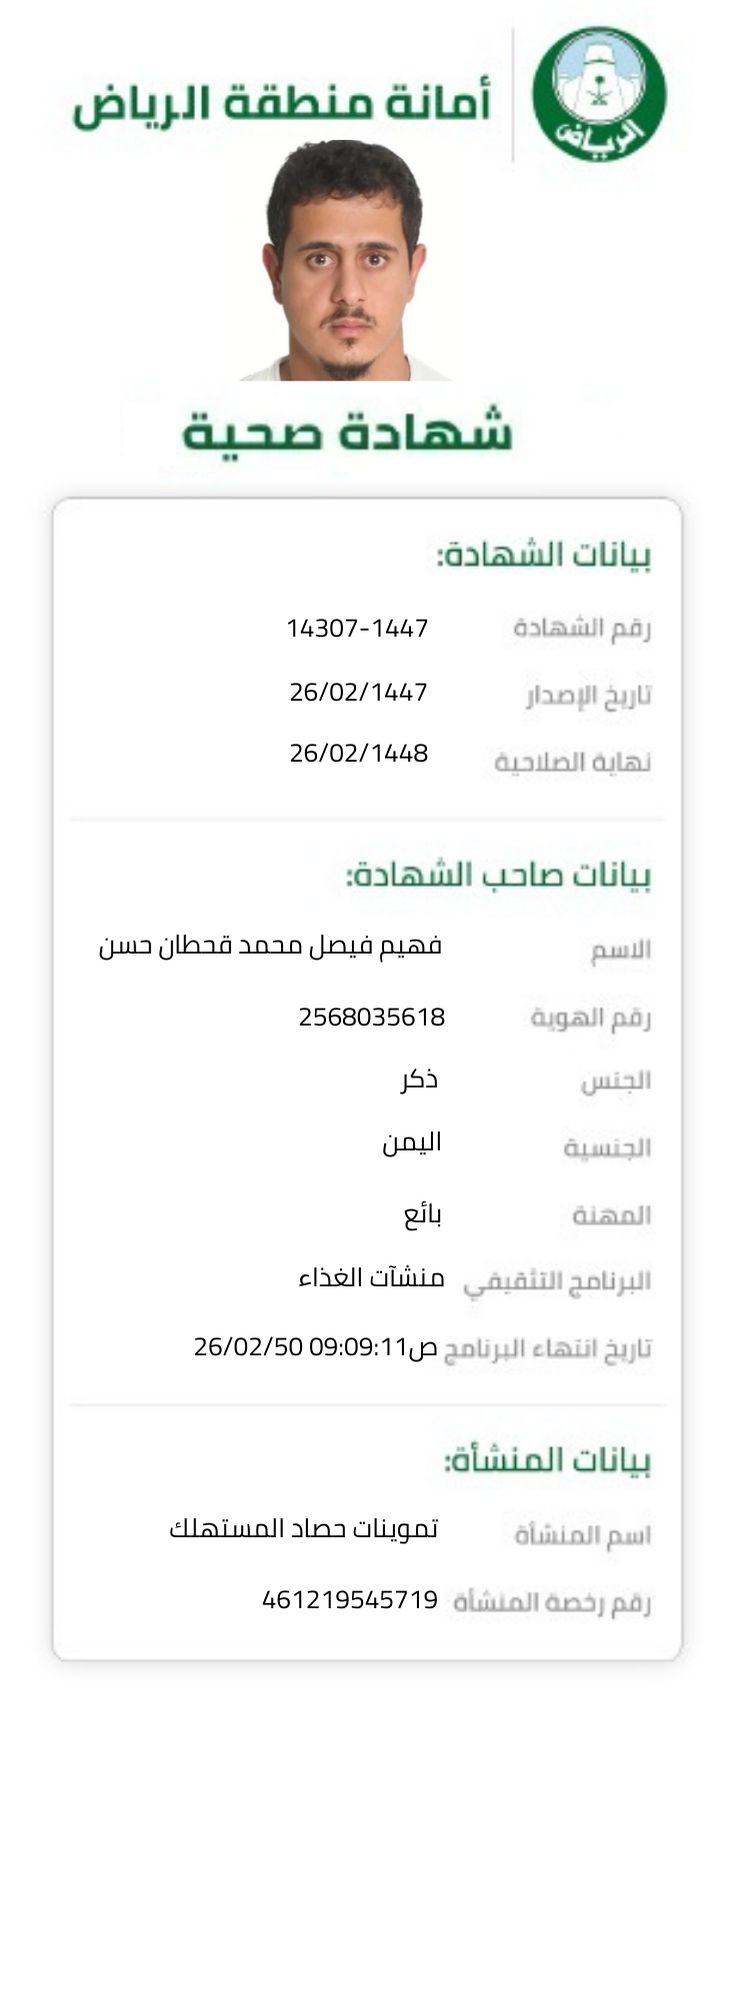 أمانة منطقة الرياض
الرياض
شهادة صحية
بيانات الشهادة:
رقم الشهادة 14307-1447
تاريخ الإصدار 26/02/1447
نهاية الصلاحية 26/02/1448
بيانات صاحب الشهادة:
الاسم فهيم فيصل محمد قحطان حسن
رقم الهوية 2568035618
الجنس ذكر
الجنسية اليمن
المهنة بائع
البرنامج التثقيفي منشآت الغذاء
تاريخ انتهاء البرنامج ص09:09:11 26/02/50
بيانات المنشأة:
اسم المنشأة تموينات حصاد المستهلك
رقم رخصة المنشأة 461219545719